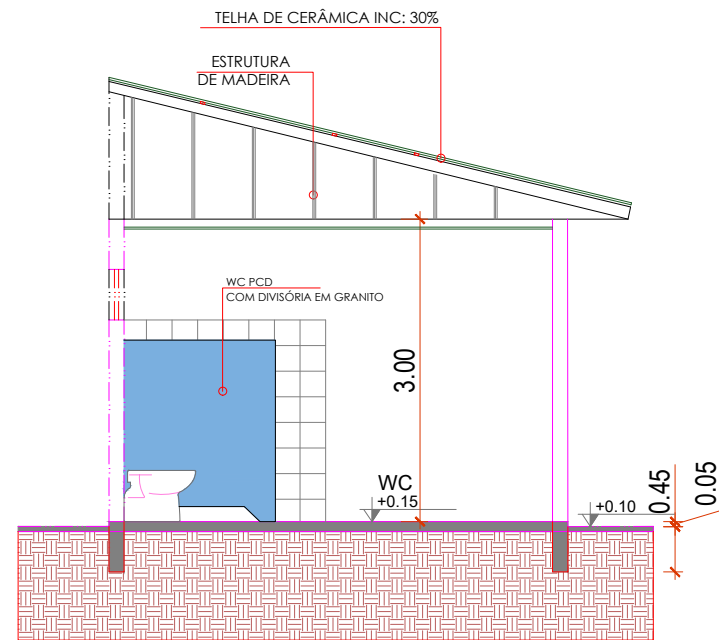 TELHA DE CERÂMICA INC: 30%
ESTRUTURA
DE MADEIRA
WC PCD
COM DIVISÓRIA EM GRANITO
3.00
WC
+0.15
+0.10
0.45
0.05